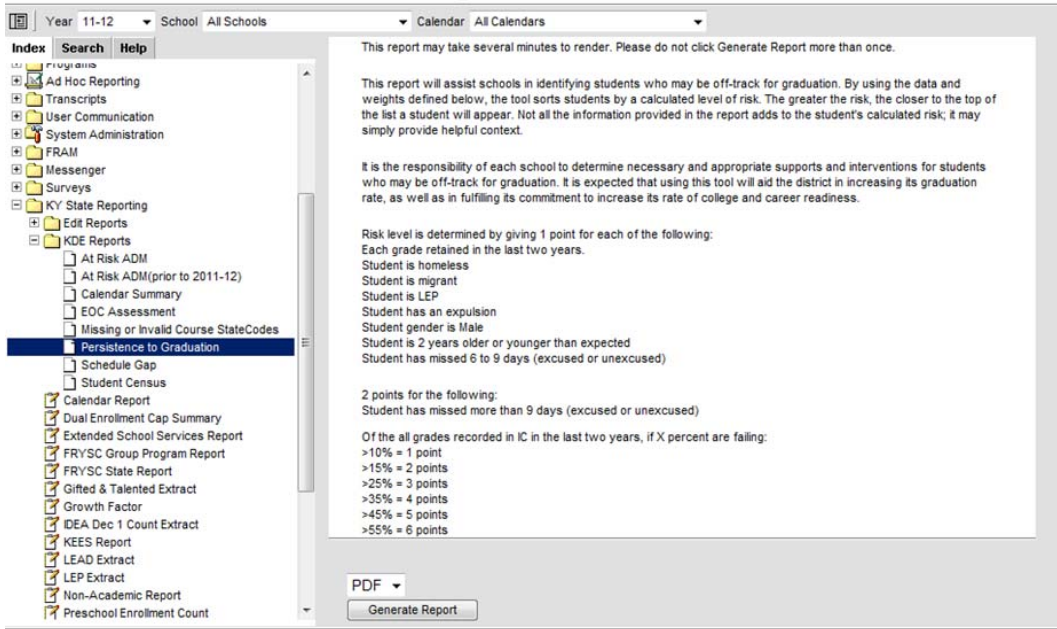 Year 11-12 School All Schools Calendar All Calendars
Index Search Help
Programs
Ad Hoc Reporting
Transcripts
User Communication
System Administration
FRAM
Messenger
Surveys
KY State Reporting
Edit Reports
KDE Reports
At Risk ADM
At Risk ADM(prior to 2011-12)
Calendar Summary
EOC Assessment
Missing or Invalid Course StateCodes
Persistence to Graduation
Schedule Gap
Student Census
Calendar Report
Dual Enrollment Cap Summary
Extended School Services Report
FRYSC Group Program Report
FRYSC State Report
Gifted & Talented Extract
Growth Factor
IDEA Dec 1 Count Extract
KEES Report
LEAD Extract
LEP Extract
Non-Academic Report
Preschool Enrollment Count
This report may take several minutes to render. Please do not click Generate Report more than once.
This report will assist schools in identifying students who may be off-track for graduation. By using the data and
weights defined below, the tool sorts students by a calculated level of risk. The greater the risk, the closer to the top of
the list a student will appear. Not all the information provided in the report adds to the student's calculated risk; it may
simply provide helpful context.
It is the responsibility of each school to determine necessary and appropriate supports and interventions for students
who may be off-track for graduation. It is expected that using this tool will aid the district in increasing its graduation
rate, as well as in fulfilling its commitment to increase its rate of college and career readiness.
Risk level is determined by giving 1 point for each of the following:
Each grade retained in the last two years.
Student is homeless
Student is migrant
Student is LEP
Student has an expulsion
Student gender is Male
Student is 2 years older or younger than expected
Student has missed 6 to 9 days (excused or unexcused)
2 points for the following:
Student has missed more than 9 days (excused or unexcused)
Of the all grades recorded in IC in the last two years, if X percent are failing:
>10% = 1 point
>15% = 2 points
>25% = 3 points
>35% = 4 points
>45% = 5 points
>55% = 6 points
PDF
Generate Report